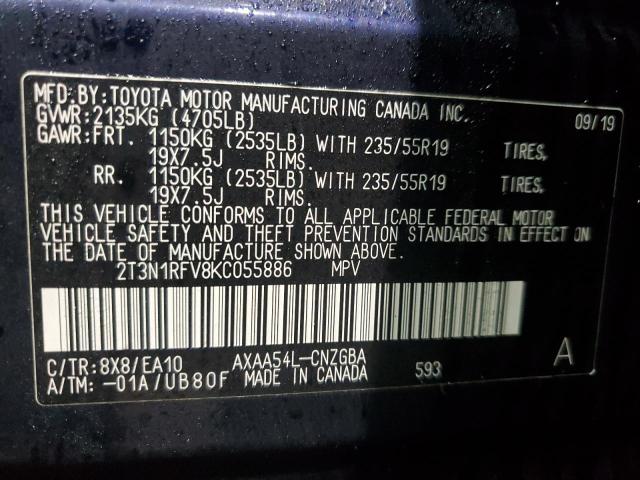 MFD.BY:TOYOTA MOTOR MANUFACTURING CANADA INC.
GVWR:2135KG (4705LB) 09/19
GAWR:FRT. 1150KG (2535LB) WITH 235/55R19 TIRES,
19X7.5J RIMS.
RR. 1150KG (2535LB) WITH 235/55R19 TIRES,
19X7.5J RIMS.
THIS VEHICLE CONFORMS TO ALL APPLICABLE FEDERAL MOTOR
VEHICLE SAFETY AND THEFT PREVENTION STANDARDS IN EFFECT ON
THE DATE OF MANUFACTURE SHOWN ABOVE.
2T3N1RFV8KC055886 MPV
C/TR:8X8/EA10 AXAA54L-CNZGBA A
A/TM:-01A/UB80F MADE IN CANADA 593